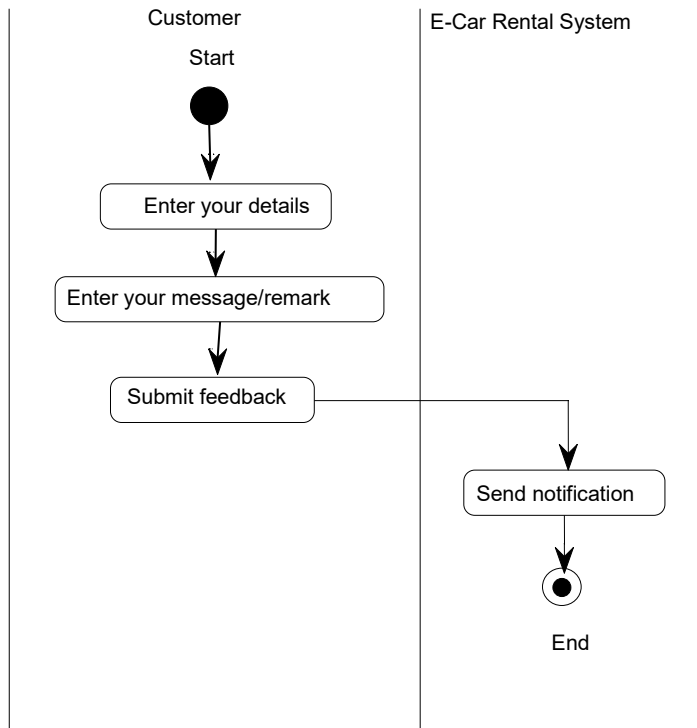 Customer
E-Car Rental System
Start
Enter your details
Enter your message/remark
Submit feedback
Send notification
End